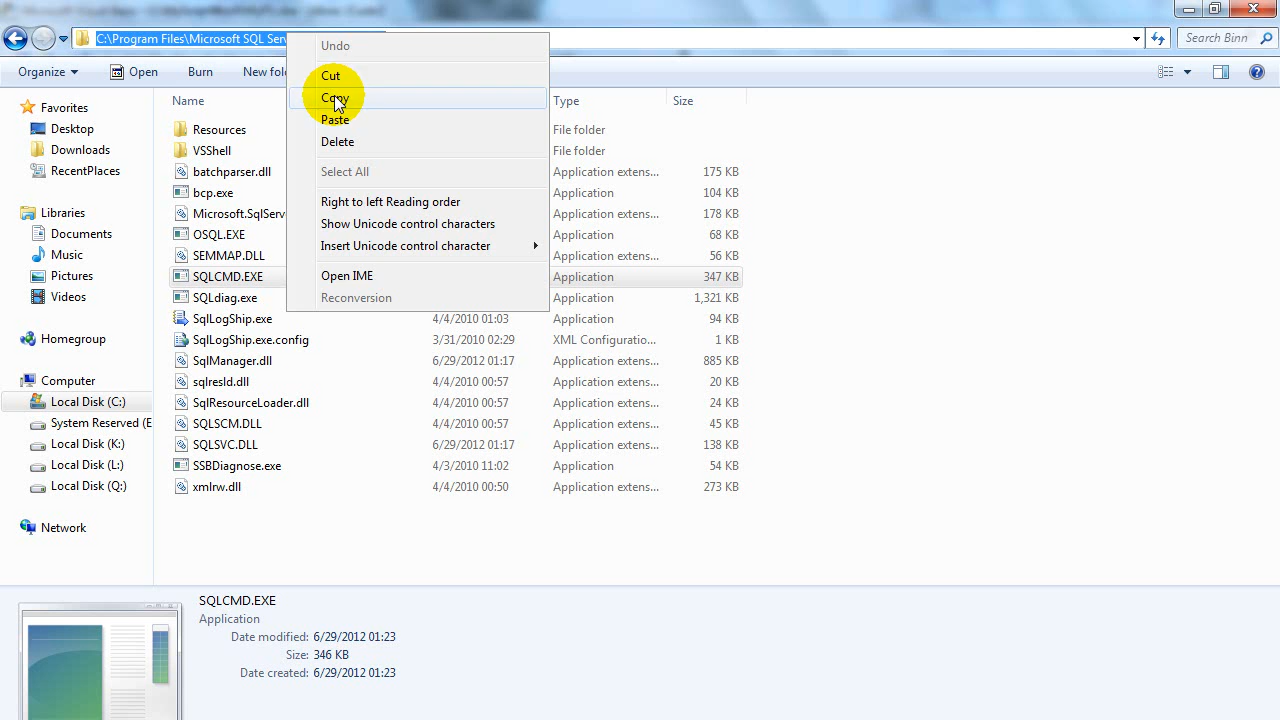 C:\Program Files\Microsoft SQL Serv
Search Binn
Organize
Open
Burn
New fol
Undo
Cut
Copy
Paste
Delete
Select All
Right to left Reading order
Show Unicode control characters
Insert Unicode control character
Open IME
Reconversion
Favorites
Desktop
Downloads
RecentPlaces
Libraries
Documents
Music
Pictures
Videos
Homegroup
Computer
Local Disk (C:)
System Reserved (E
Local Disk (K:)
Local Disk (L:)
Local Disk (Q:)
Network
Name Type Size
Resources File folder
VSShell File folder
batchparser.dll Application extens... 175 KB
bcp.exe Application 104 KB
Microsoft.SqlServ Application extens... 178 KB
OSQL.EXE Application 68 KB
SEMMAP.DLL Application extens... 56 KB
SQLCMD.EXE Application 347 KB
SQLdiag.exe Application 1,321 KB
SqlLogShip.exe 4/4/2010 01:03 Application 94 KB
SqlLogShip.exe.config 3/31/2010 02:29 XML Configuratio... 1 KB
SqlManager.dll 6/29/2012 01:17 Application extens... 885 KB
sqlresld.dll 4/4/2010 00:57 Application extens... 20 KB
SqlResourceLoader.dll 4/4/2010 00:57 Application extens... 24 KB
SQLSCM.DLL 4/4/2010 00:57 Application extens... 45 KB
SQLSVC.DLL 6/29/2012 01:17 Application extens... 138 KB
SSBDiagnose.exe 4/3/2010 11:02 Application 54 KB
xmlrw.dll 4/4/2010 00:50 Application extens... 273 KB
SQLCMD.EXE
Application
Date modified: 6/29/2012 01:23
Size: 346 KB
Date created: 6/29/2012 01:23